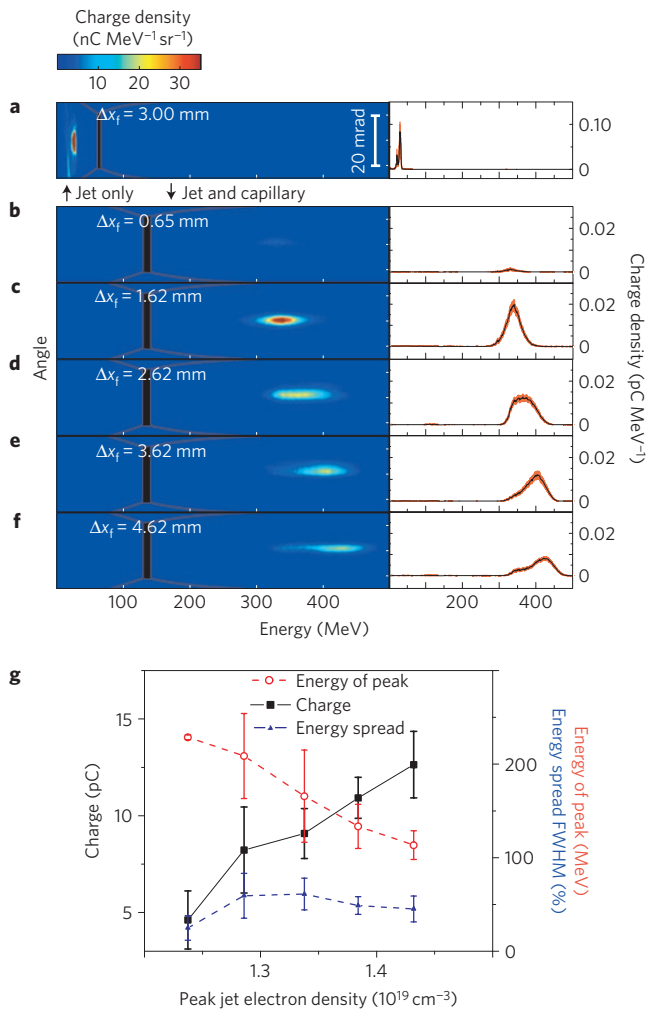 Charge density
(nC MeV⁻¹ sr⁻¹)
10 20 30
a
Δx_f = 3.00 mm
20 mrad
0.10
0
↑ Jet only ↓ Jet and capillary
b
Δx_f = 0.65 mm
0.02
0
c
Δx_f = 1.62 mm
0.02
0
d
Δx_f = 2.62 mm
0.02
0
e
Δx_f = 3.62 mm
0.02
0
f
Δx_f = 4.62 mm
0.02
0
Angle
Charge density (pC MeV⁻¹)
100 200 300 400 200 400
Energy (MeV)
g
Energy of peak
Charge
Energy spread
15
10
5
Charge (pC)
200
100
0
Energy spread FWHM (%)
Energy of peak (MeV)
1.3 1.4
Peak jet electron density (10¹⁹ cm⁻³)